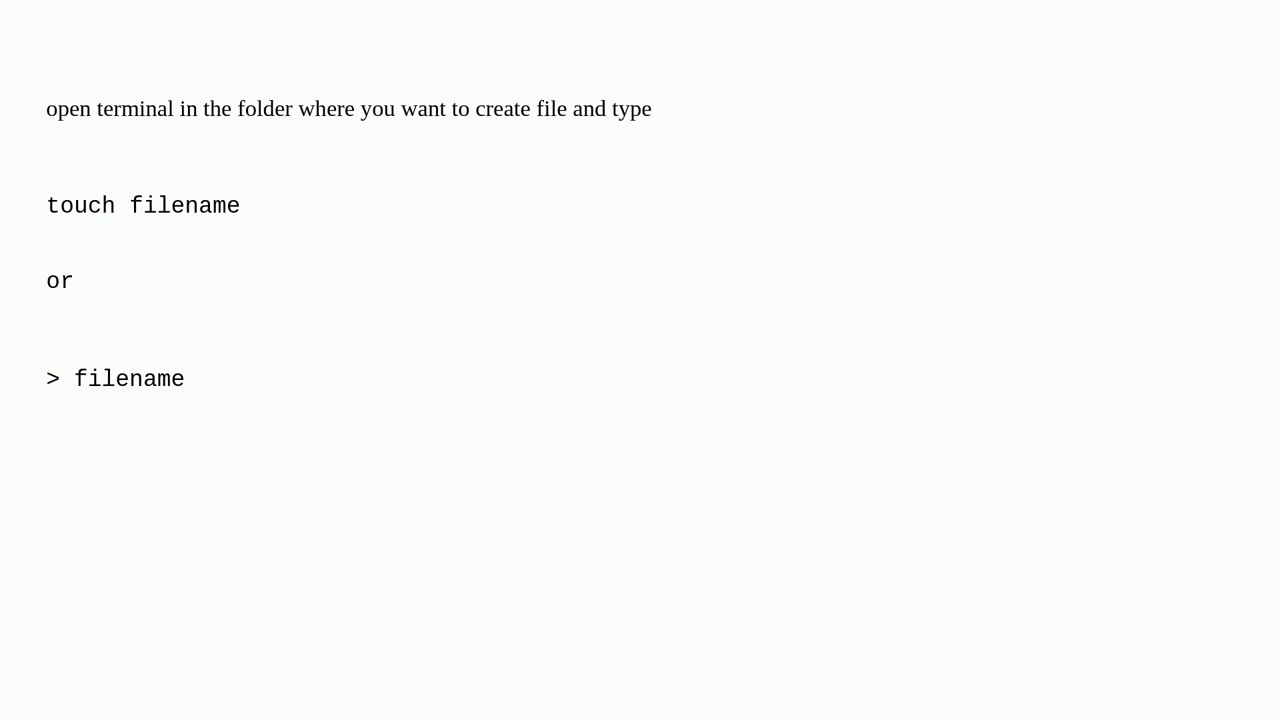 open terminal in the folder where you want to create file and type
touch filename
or
> filename